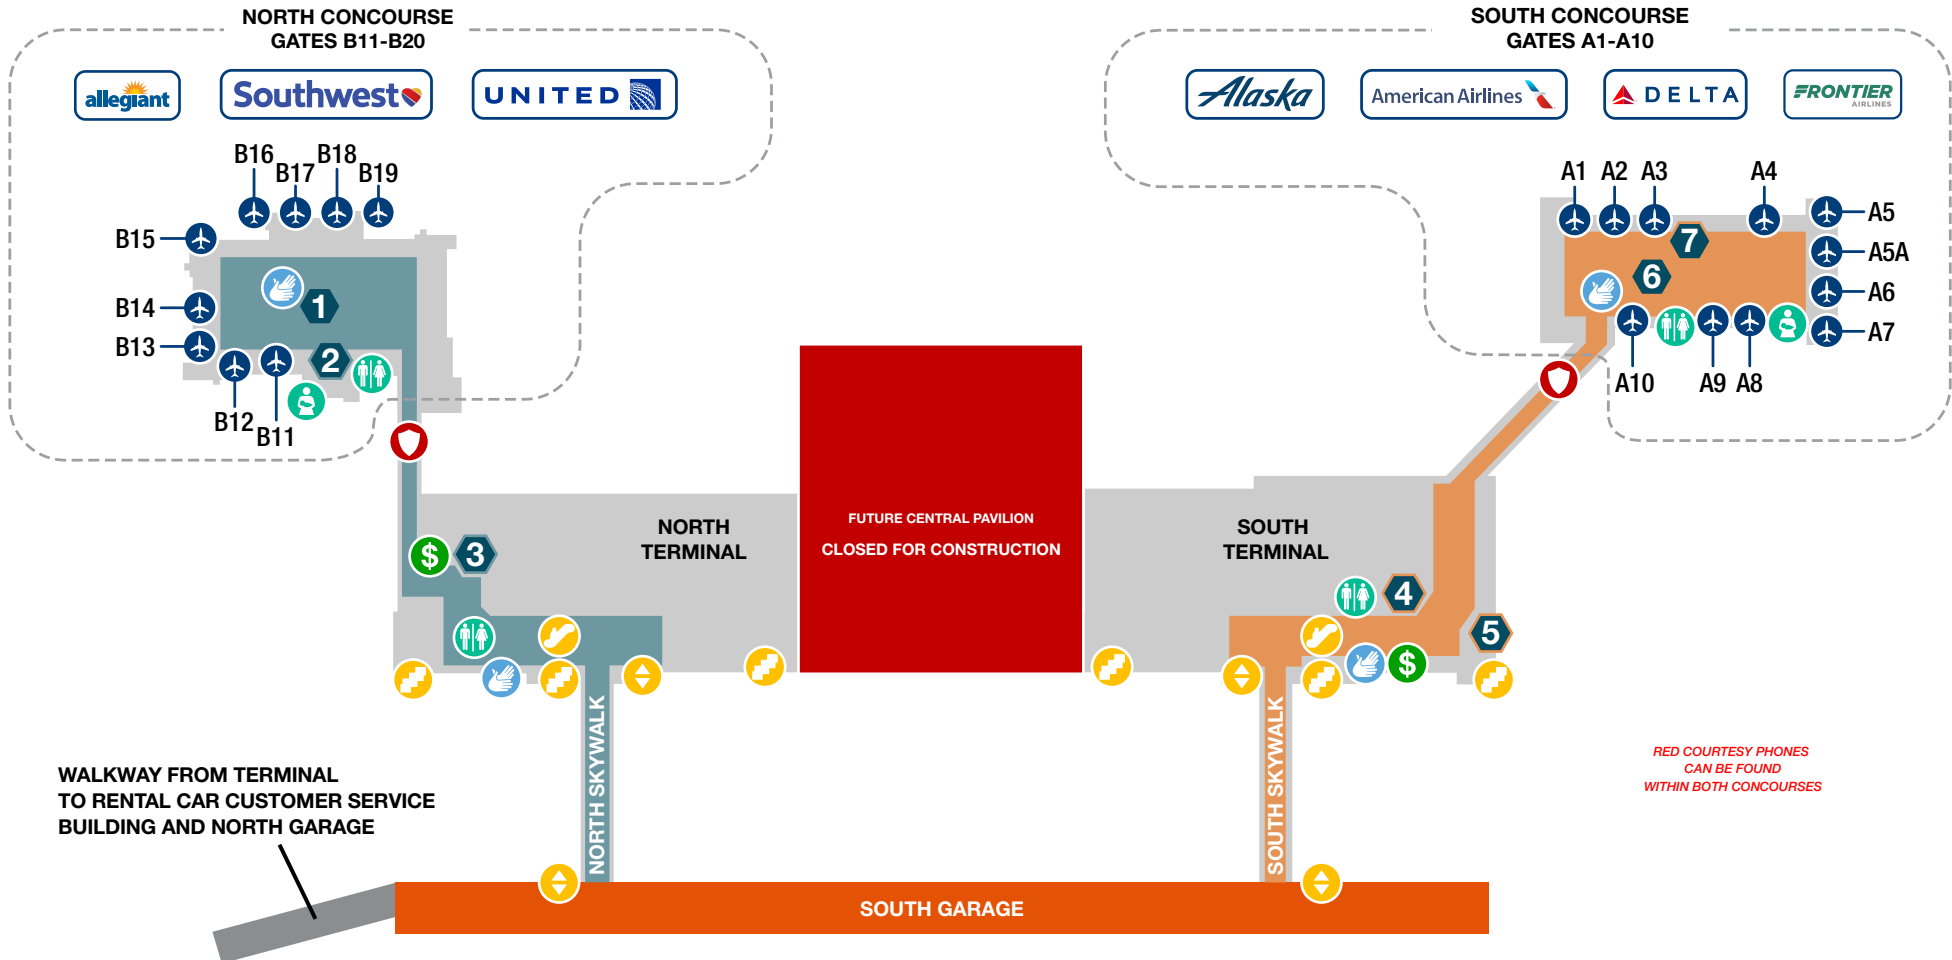 NORTH CONCOURSE
GATES B11-B20
SOUTH CONCOURSE
GATES A1-A10
allegiant
Southwest
UNITED
Alaska
American Airlines
DELTA
FRONTIER
AIRLINES
B16
B17
B18
B19
B15
B14
B13
B12
B11
1
2
A1
A2
A3
A4
A5
A5A
A6
A7
A10
A9
A8
7
6
FUTURE CENTRAL PAVILION
CLOSED FOR CONSTRUCTION
NORTH
TERMINAL
SOUTH
TERMINAL
$
3
4
5
$
NORTH SKYWALK
SOUTH SKYWALK
RED COURTESY PHONES
CAN BE FOUND
WITHIN BOTH CONCOURSES
WALKWAY FROM TERMINAL
TO RENTAL CAR CUSTOMER SERVICE
BUILDING AND NORTH GARAGE
SOUTH GARAGE